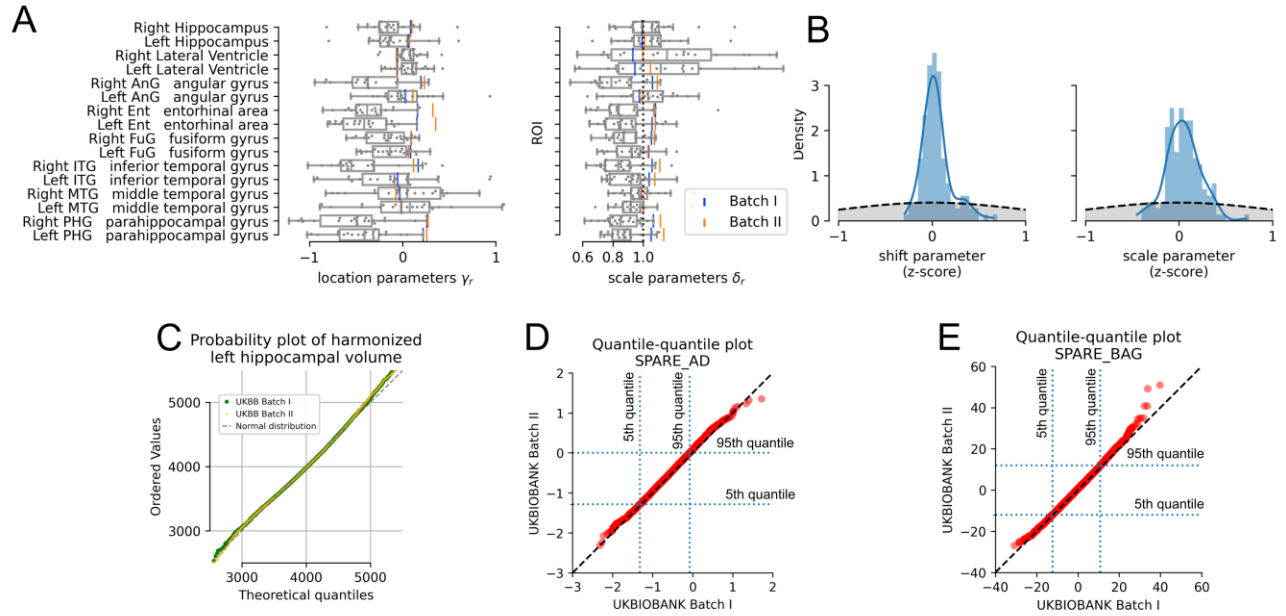 A
Right Hippocampus
Left Hippocampus
Right Lateral Ventricle
Left Lateral Ventricle
Right AnG angular gyrus
Left AnG angular gyrus
Right Ent entorhinal area
Left Ent entorhinal area
Right FuG fusiform gyrus
Left FuG fusiform gyrus
Right ITG inferior temporal gyrus
Left ITG inferior temporal gyrus
Right MTG middle temporal gyrus
Left MTG middle temporal gyrus
Right PHG parahippocampal gyrus
Left PHG parahippocampal gyrus
−1 0 1
location parameters γr
ROI
Batch I
Batch II
0.6 0.8 1.0
scale parameters δr
B
Density
3
2
1
0
−1 0 1
shift parameter
(z-score)
−1 0 1
scale parameter
(z-score)
C
Probability plot of harmonized
left hippocampal volume
UKBB Batch I
UKBB Batch II
Normal distribution
Ordered Values
5000
4000
3000
3000 4000 5000
Theoretical quantiles
D
Quantile-quantile plot
SPARE_AD
5th quantile
95th quantile
95th quantile
5th quantile
UKBIOBANK Batch II
2
1
0
−1
−2
−3
−3 −2 −1 0 1 2
UKBIOBANK Batch I
E
Quantile-quantile plot
SPARE_BAG
5th quantile
95th quantile
95th quantile
5th quantile
UKBIOBANK Batch II
60
40
20
0
−20
−40
−40 −20 0 20 40 60
UKBIOBANK Batch I